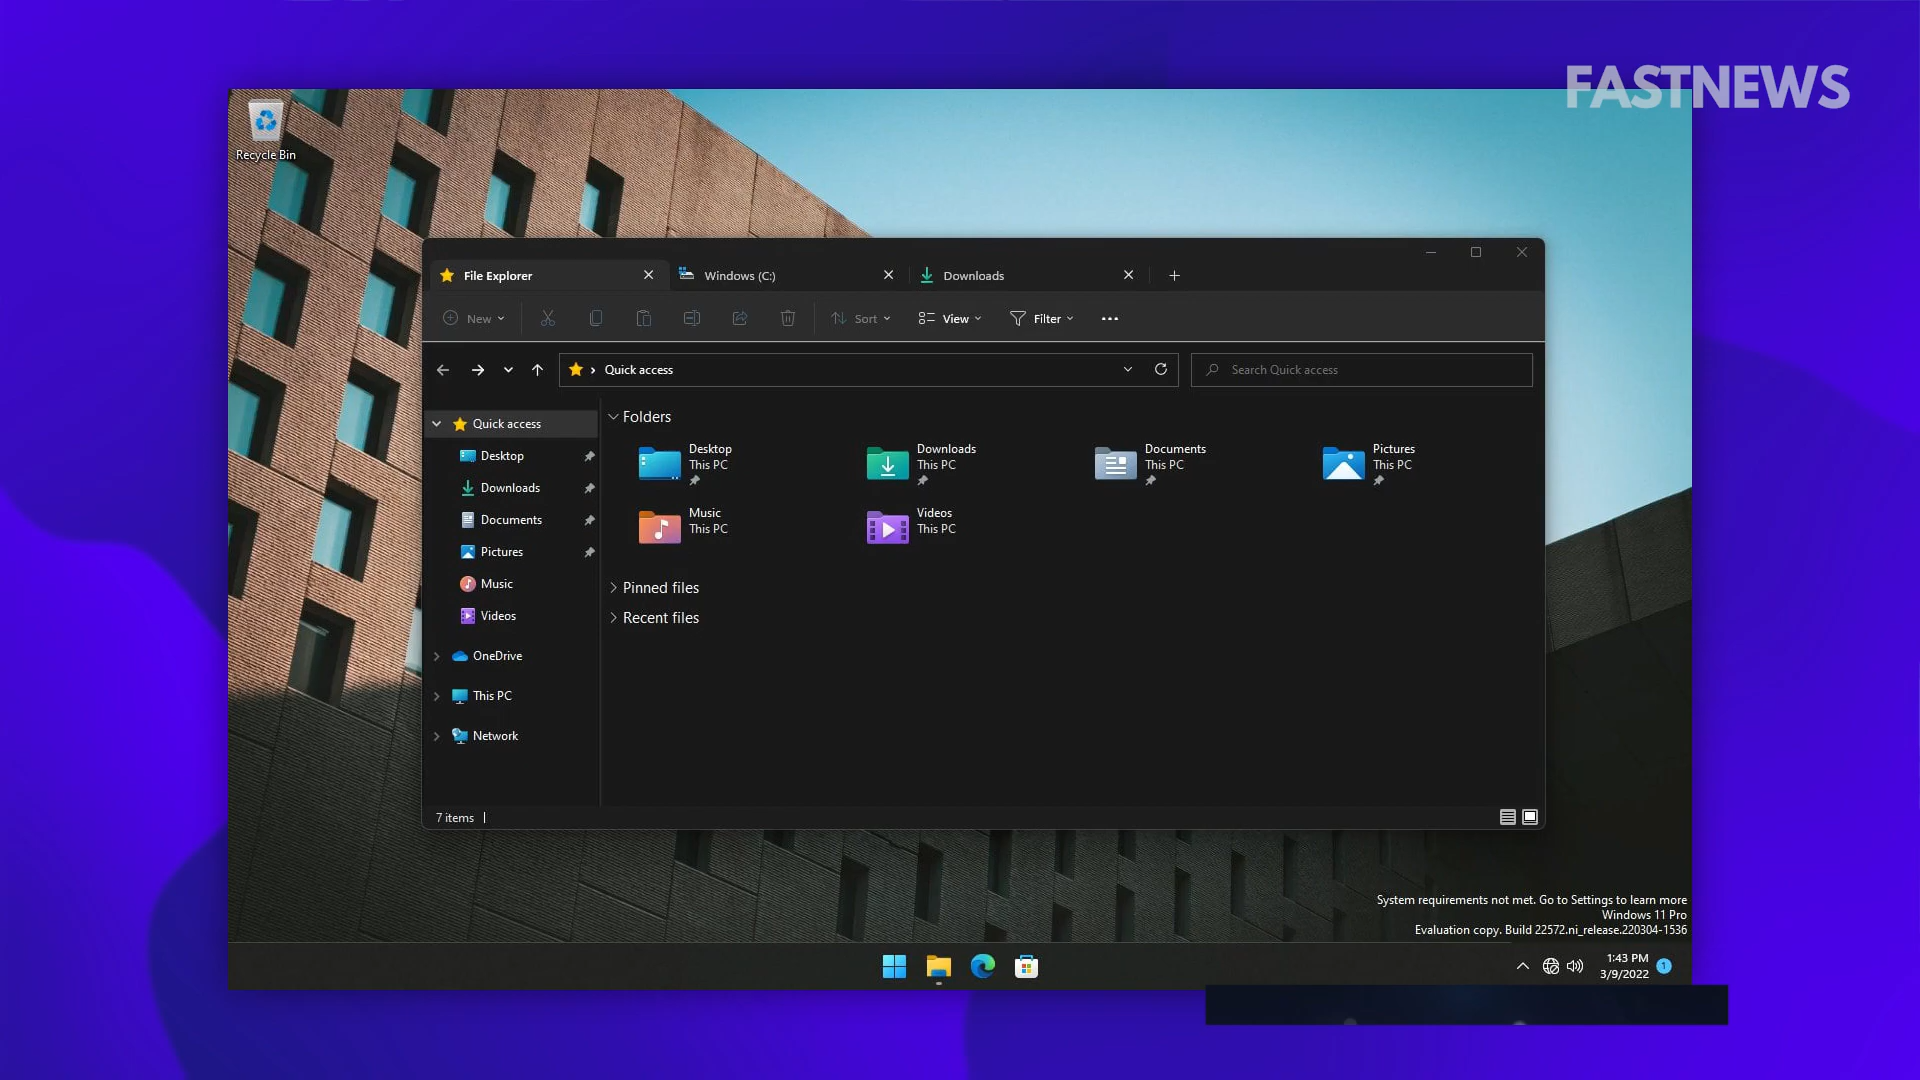 FASTNEWS
Recycle Bin
File Explorer
Windows (C:)
Downloads
New
Sort
View
Filter
Quick access
Search Quick access
Quick access
Desktop
Downloads
Documents
Pictures
Music
Videos
OneDrive
This PC
Network
Folders
Desktop
This PC
Downloads
This PC
Documents
This PC
Pictures
This PC
Music
This PC
Videos
This PC
Pinned files
Recent files
7 items
System requirements not met. Go to Settings to learn more
Windows 11 Pro
Evaluation copy. Build 22572.ni_release.220304-1536
1:43 PM
3/9/2022
1